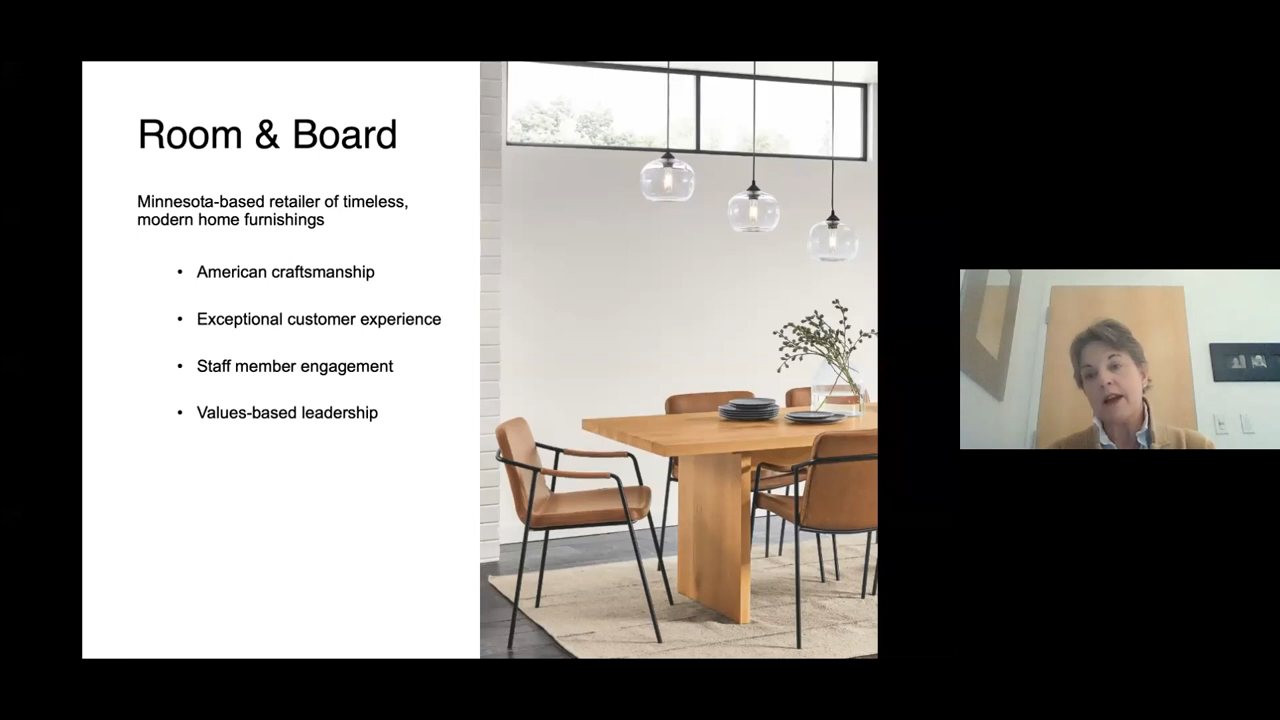 Room & Board
Minnesota-based retailer of timeless,
modern home furnishings
• American craftsmanship
• Exceptional customer experience
• Staff member engagement
• Values-based leadership